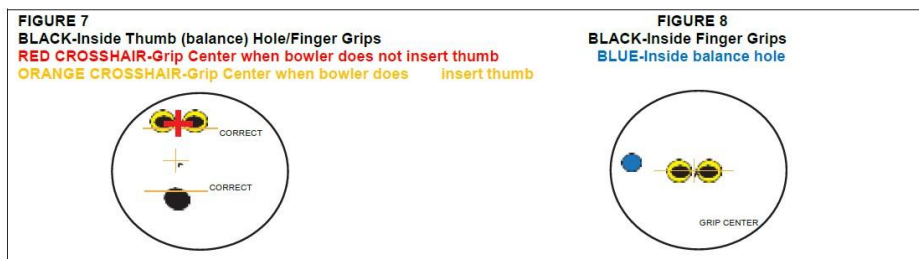 FIGURE 7
BLACK-Inside Thumb (balance) Hole/Finger Grips
RED CROSSHAIR-Grip Center when bowler does not insert thumb
ORANGE CROSSHAIR-Grip Center when bowler does insert thumb
CORRECT
CORRECT
FIGURE 8
BLACK-Inside Finger Grips
BLUE-Inside balance hole
GRIP CENTER